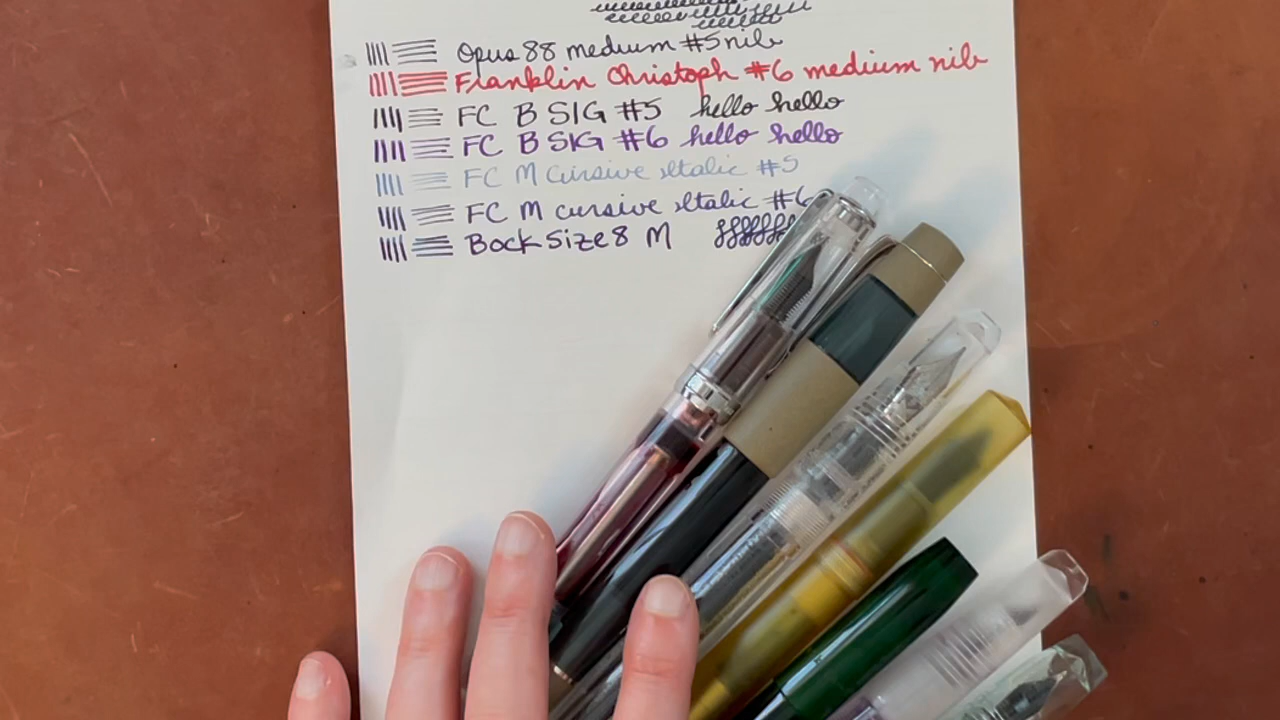 Opus 88 medium #5 nib
Franklin Christoph #6 medium nib
FC B SIG #5 hello hello
FC B SIG #6 hello hello
FC M Cursive Italic #5
FC M cursive Italic #6
Bock Size 8 M